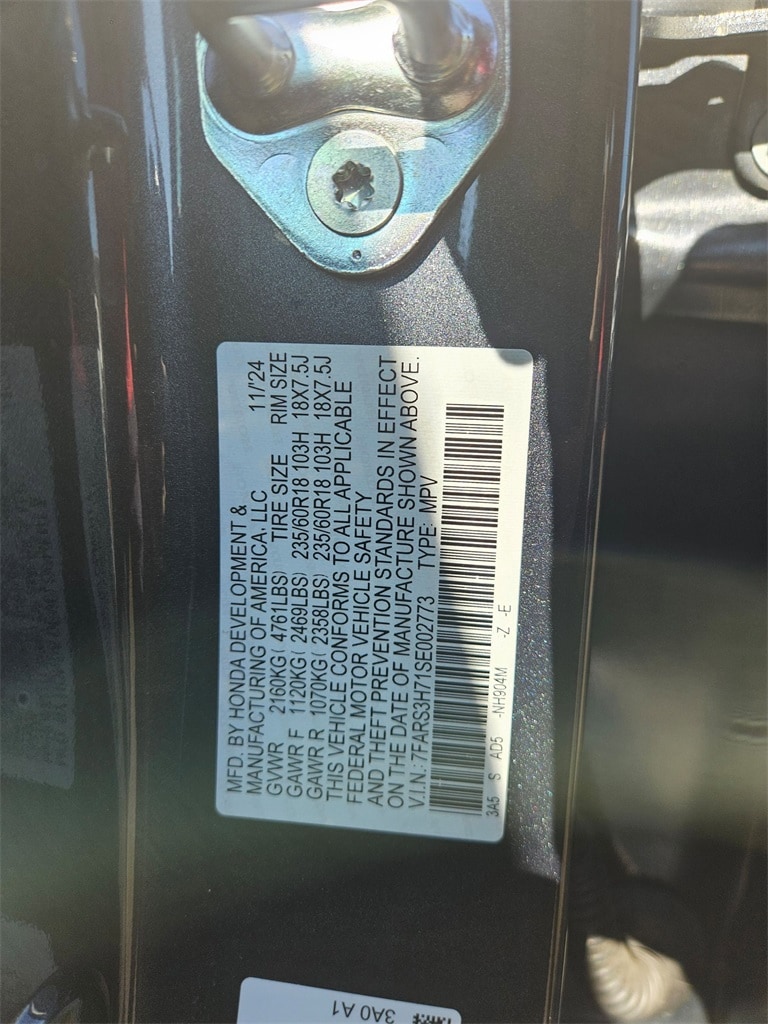 MFD. BY HONDA DEVELOPMENT &
MANUFACTURING OF AMERICA, LLC 11/'24
GVWR 2160KG( 4761LBS) TIRE SIZE RIM SIZE
GAWR F 1120KG( 2469LBS) 235/60R18 103H 18X7.5J
GAWR R 1070KG( 2358LBS) 235/60R18 103H 18X7.5J
THIS VEHICLE CONFORMS TO ALL APPLICABLE
FEDERAL MOTOR VEHICLE SAFETY
AND THEFT PREVENTION STANDARDS IN EFFECT
ON THE DATE OF MANUFACTURE SHOWN ABOVE.
V.I.N.: 7FARS3H71SE002773 TYPE: MPV
3A5 S AD5 -NH904M -Z -E
3A0 A1